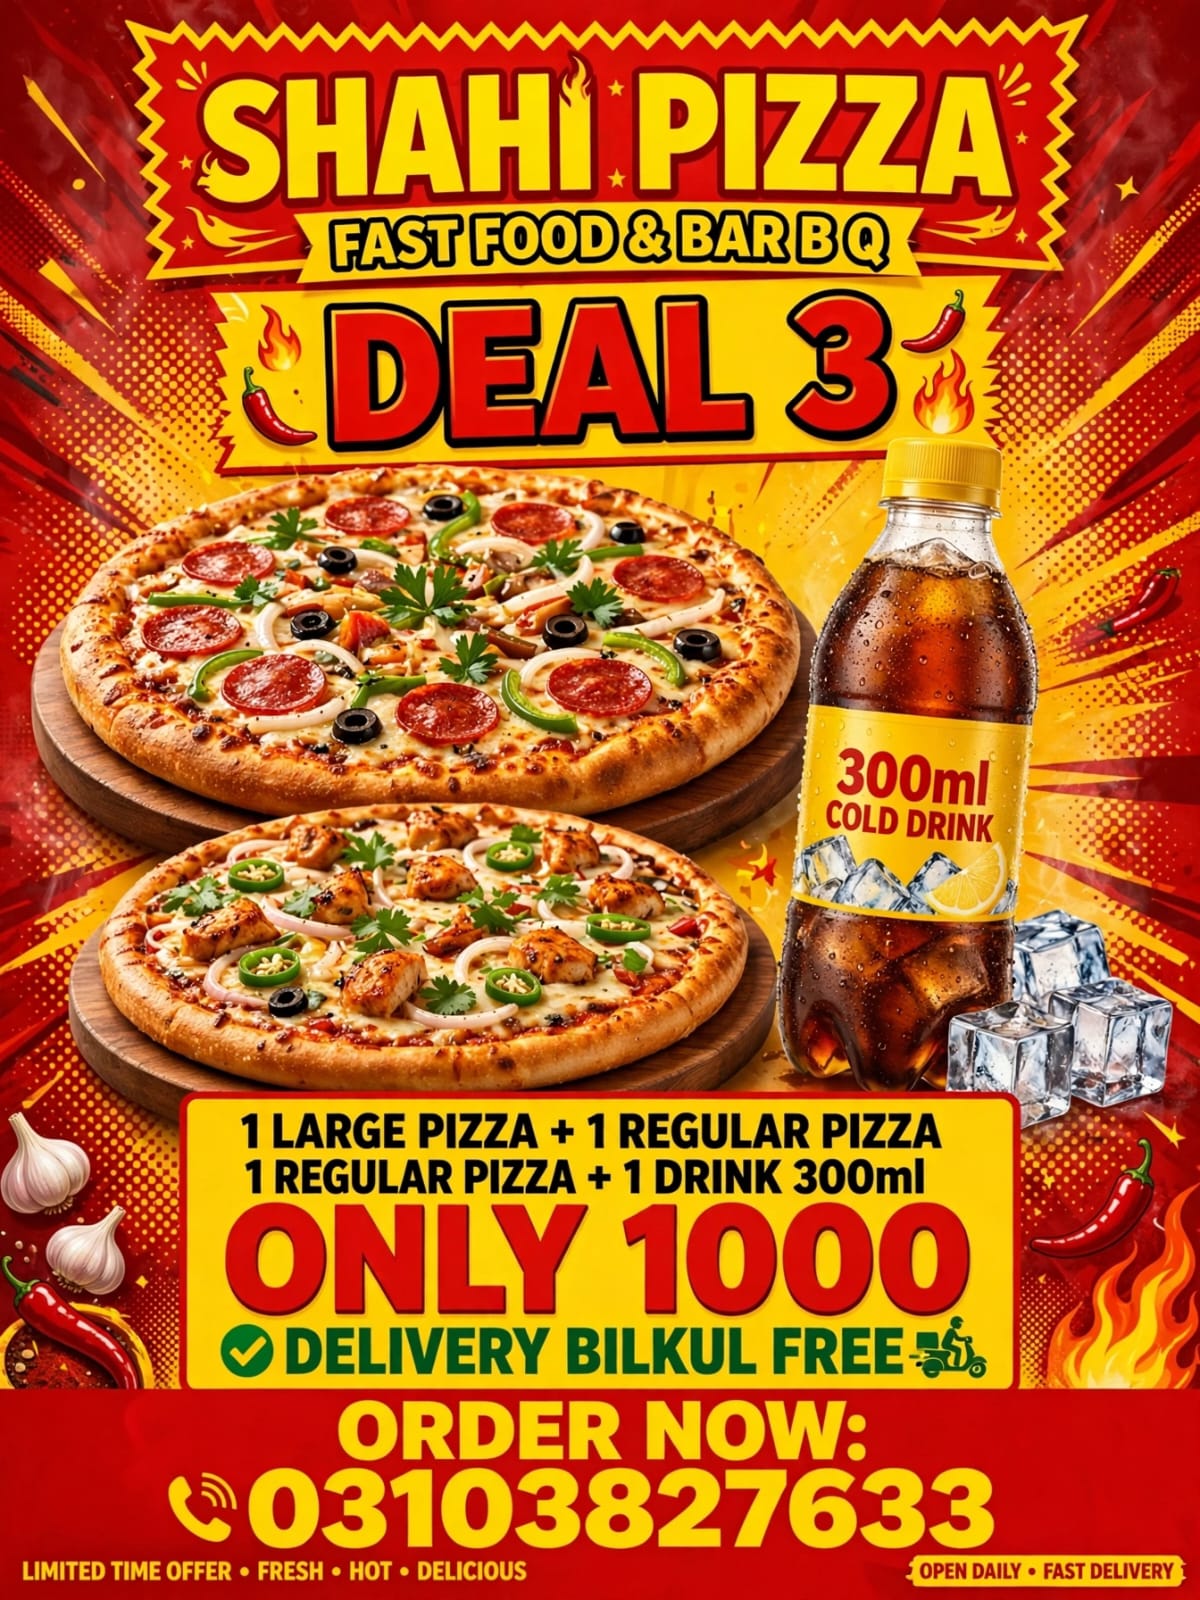 SHAHI PIZZA
FAST FOOD & BAR B Q
DEAL 3
300ml
COLD DRINK
1 LARGE PIZZA + 1 REGULAR PIZZA
1 REGULAR PIZZA + 1 DRINK 300ml
ONLY 1000
DELIVERY BILKUL FREE
ORDER NOW:
03103827633
LIMITED TIME OFFER • FRESH • HOT • DELICIOUS
OPEN DAILY • FAST DELIVERY